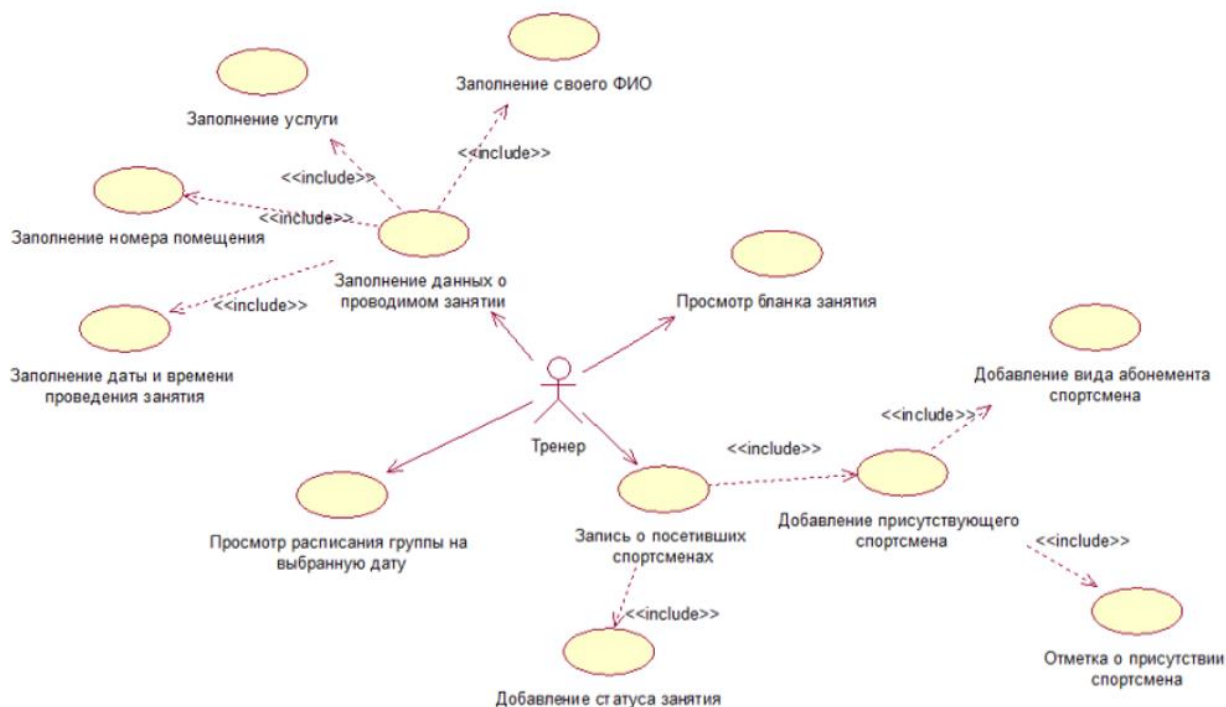 Заполнение своего ФИО
Заполнение услуги
<<include>>
<<include>>
<<include>>
Заполнение номера помещения
Заполнение данных о
проводимом занятии
Просмотр бланка занятия
<<include>>
Заполнение даты и времени
проведения занятия
Добавление вида абонемента
спортсмена
<<include>>
Тренер
<<include>>
Просмотр расписания группы на
выбранную дату
Запись о посетивших
спортсменах
Добавление присутствующего
спортсмена
<<include>>
<<include>>
Отметка о присутствии
спортсмена
Добавление статуса занятия